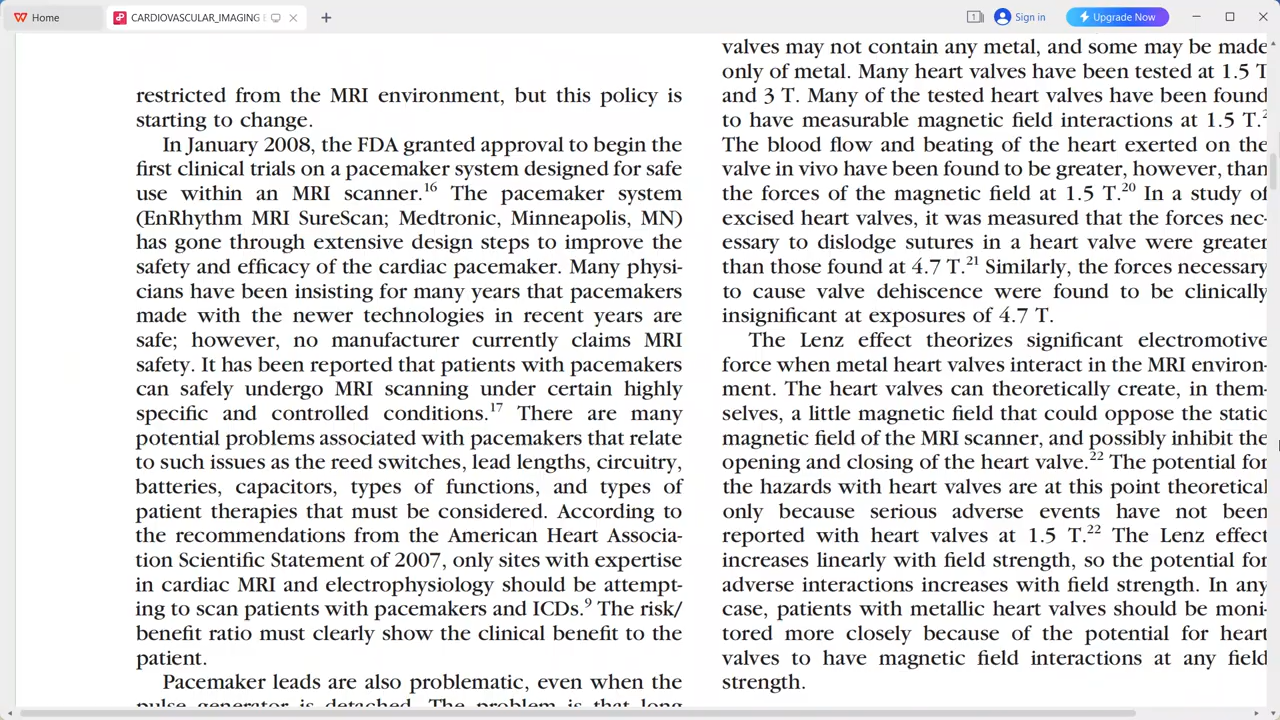 Home
CARDIOVASCULAR_IMAGING
1
Sign in
Upgrade Now
restricted from the MRI environment, but this policy is
starting to change.
In January 2008, the FDA granted approval to begin the
first clinical trials on a pacemaker system designed for safe
use within an MRI scanner.16 The pacemaker system
(EnRhythm MRI SureScan; Medtronic, Minneapolis, MN)
has gone through extensive design steps to improve the
safety and efficacy of the cardiac pacemaker. Many physi-
cians have been insisting for many years that pacemakers
made with the newer technologies in recent years are
safe; however, no manufacturer currently claims MRI
safety. It has been reported that patients with pacemakers
can safely undergo MRI scanning under certain highly
specific and controlled conditions.17 There are many
potential problems associated with pacemakers that relate
to such issues as the reed switches, lead lengths, circuitry,
batteries, capacitors, types of functions, and types of
patient therapies that must be considered. According to
the recommendations from the American Heart Associa-
tion Scientific Statement of 2007, only sites with expertise
in cardiac MRI and electrophysiology should be attempt-
ing to scan patients with pacemakers and ICDs.9 The risk/
benefit ratio must clearly show the clinical benefit to the
patient.
Pacemaker leads are also problematic, even when the
pulse generator is detached. The problem is that long
valves may not contain any metal, and some may be made
only of metal. Many heart valves have been tested at 1.5 T
and 3 T. Many of the tested heart valves have been found
to have measurable magnetic field interactions at 1.5 T.
The blood flow and beating of the heart exerted on the
valve in vivo have been found to be greater, however, than
the forces of the magnetic field at 1.5 T.20 In a study of
excised heart valves, it was measured that the forces nec-
essary to dislodge sutures in a heart valve were greater
than those found at 4.7 T.21 Similarly, the forces necessary
to cause valve dehiscence were found to be clinically
insignificant at exposures of 4.7 T.
The Lenz effect theorizes significant electromotive
force when metal heart valves interact in the MRI environ-
ment. The heart valves can theoretically create, in them-
selves, a little magnetic field that could oppose the static
magnetic field of the MRI scanner, and possibly inhibit the
opening and closing of the heart valve.22 The potential for
the hazards with heart valves are at this point theoretical
only because serious adverse events have not been
reported with heart valves at 1.5 T.22 The Lenz effect
increases linearly with field strength, so the potential for
adverse interactions increases with field strength. In any
case, patients with metallic heart valves should be moni-
tored more closely because of the potential for heart
valves to have magnetic field interactions at any field
strength.